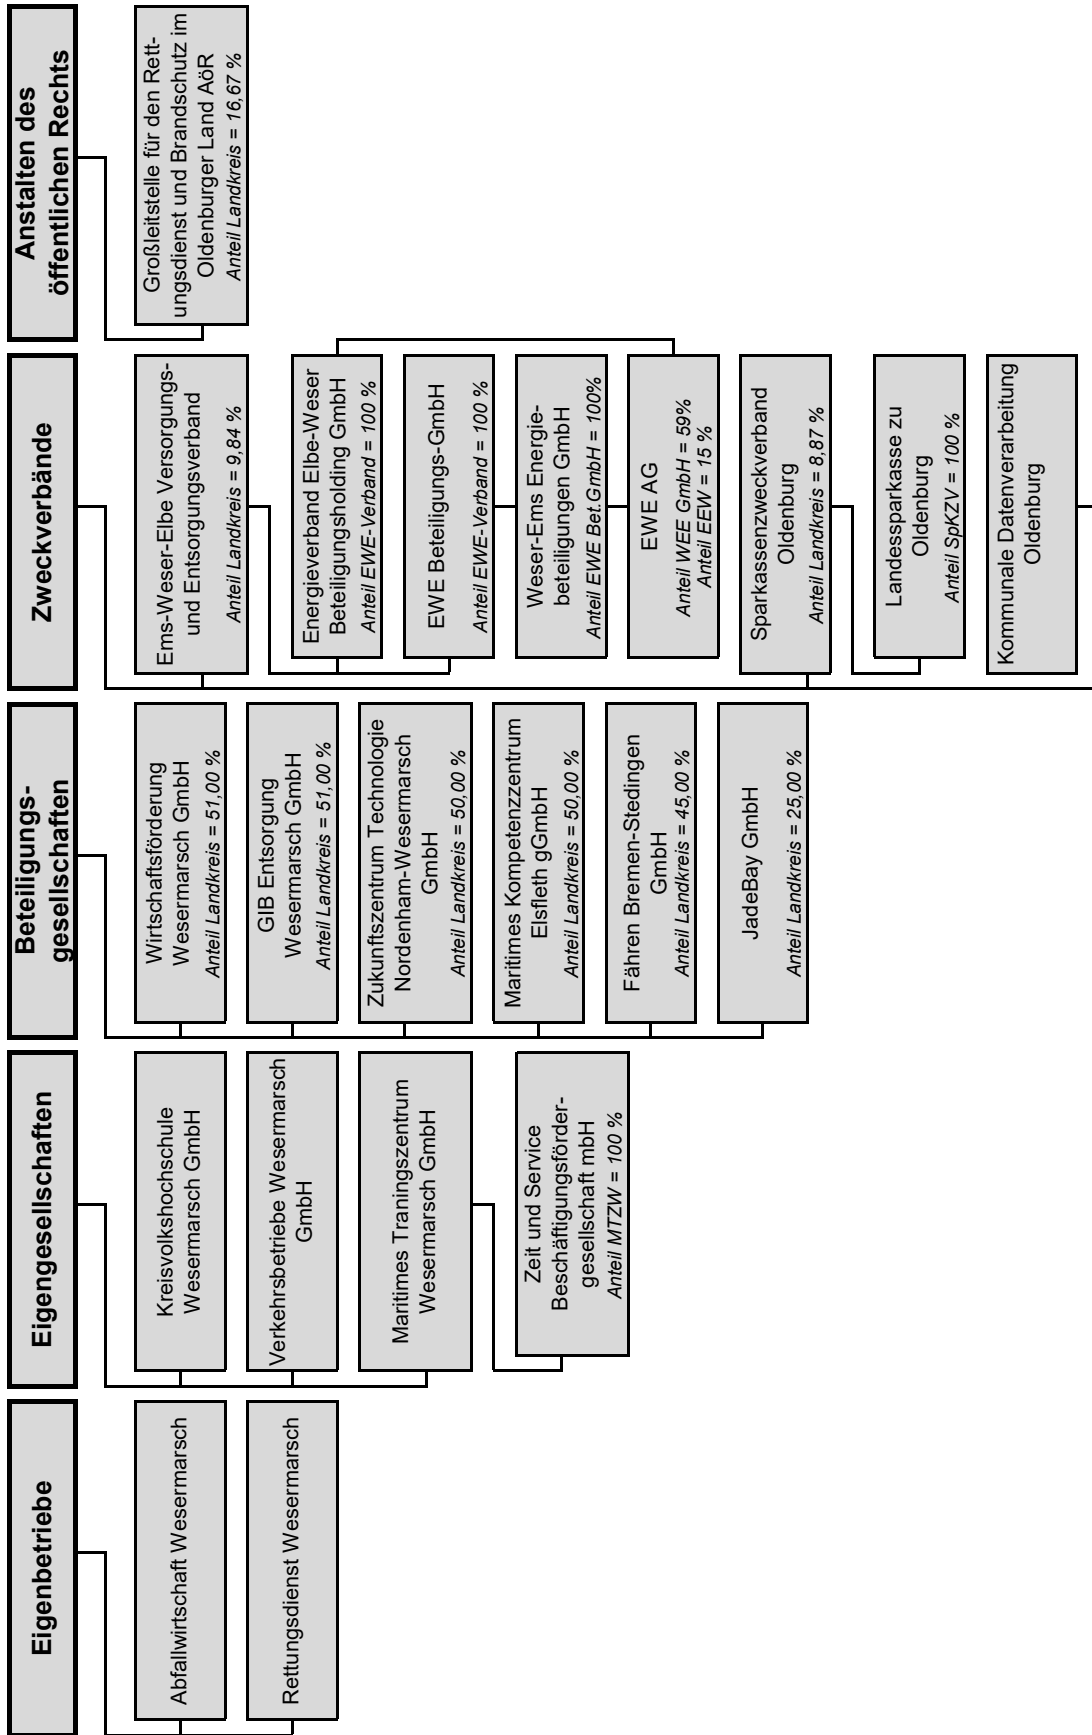 Eigenbetriebe
Abfallwirtschaft Wesermarsch
Rettungsdienst Wesermarsch
Eigengesellschaften
Kreisvolkshochschule
Wesermarsch GmbH
Verkehrsbetriebe Wesermarsch
GmbH
Maritimes Traningszentrum
Wesermarsch GmbH
Zeit und Service
Beschäftigungsförder-
gesellschaft mbH
Anteil MTZW = 100 %
Beteiligungs-
gesellschaften
Wirtschaftsförderung
Wesermarsch GmbH
Anteil Landkreis = 51,00 %
GIB Entsorgung
Wesermarsch GmbH
Anteil Landkreis = 51,00 %
Zukunftszentrum Technologie
Nordenham-Wesermarsch
GmbH
Anteil Landkreis = 50,00 %
Maritimes Kompetenzzentrum
Elsfleth gGmbH
Anteil Landkreis = 50,00 %
Fähren Bremen-Stedingen
GmbH
Anteil Landkreis = 45,00 %
JadeBay GmbH
Anteil Landkreis = 25,00 %
Zweckverbände
Ems-Weser-Elbe Versorgungs-
und Entsorgungsverband
Anteil Landkreis = 9,84 %
Energieverband Elbe-Weser
Beteiligungsholding GmbH
Anteil EWE-Verband = 100 %
EWE Beteiligungs-GmbH
Anteil EWE-Verband = 100 %
Weser-Ems Energie-
beteiligungen GmbH
Anteil EWE Bet.GmbH = 100%
EWE AG
Anteil WEE GmbH = 59%
Anteil EEW = 15 %
Sparkassenzweckverband
Oldenburg
Anteil Landkreis = 8,87 %
Landessparkasse zu
Oldenburg
Anteil SpKZV = 100 %
Kommunale Datenverarbeitung
Oldenburg
Anstalten des
öffentlichen Rechts
Großleitstelle für den Rett-
ungsdienst und Brandschutz im
Oldenburger Land AöR
Anteil Landkreis = 16,67 %